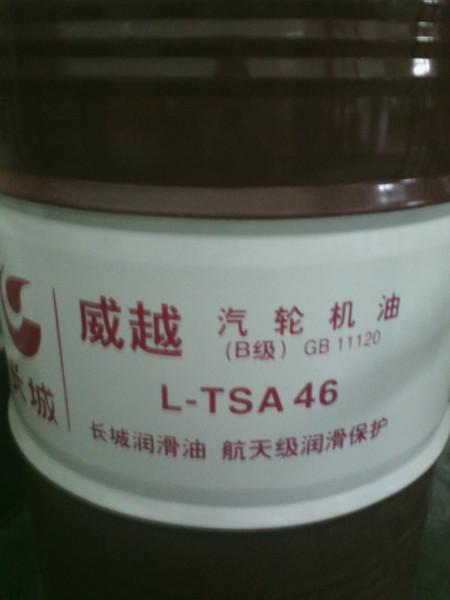 长城
威越
汽轮机油
(B级) GB 11120
L-TSA 46
长城润滑油 航天级润滑保护